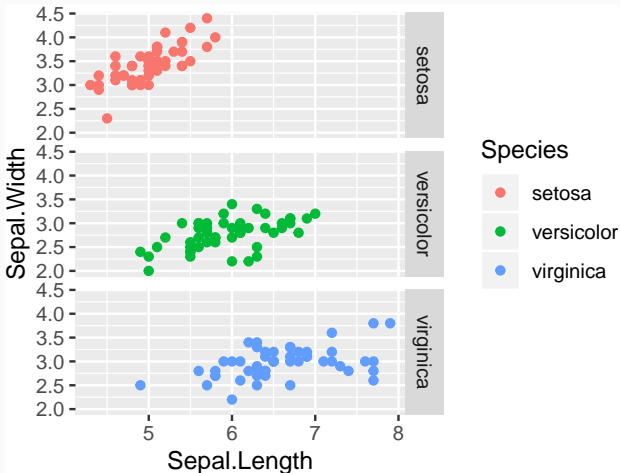 Sepal.Width
4.5
4.0
3.5
3.0
2.5
2.0
setosa
4.5
4.0
3.5
3.0
2.5
2.0
versicolor
4.5
4.0
3.5
3.0
2.5
2.0
virginica
5 6 7 8
Sepal.Length
Species
setosa
versicolor
virginica